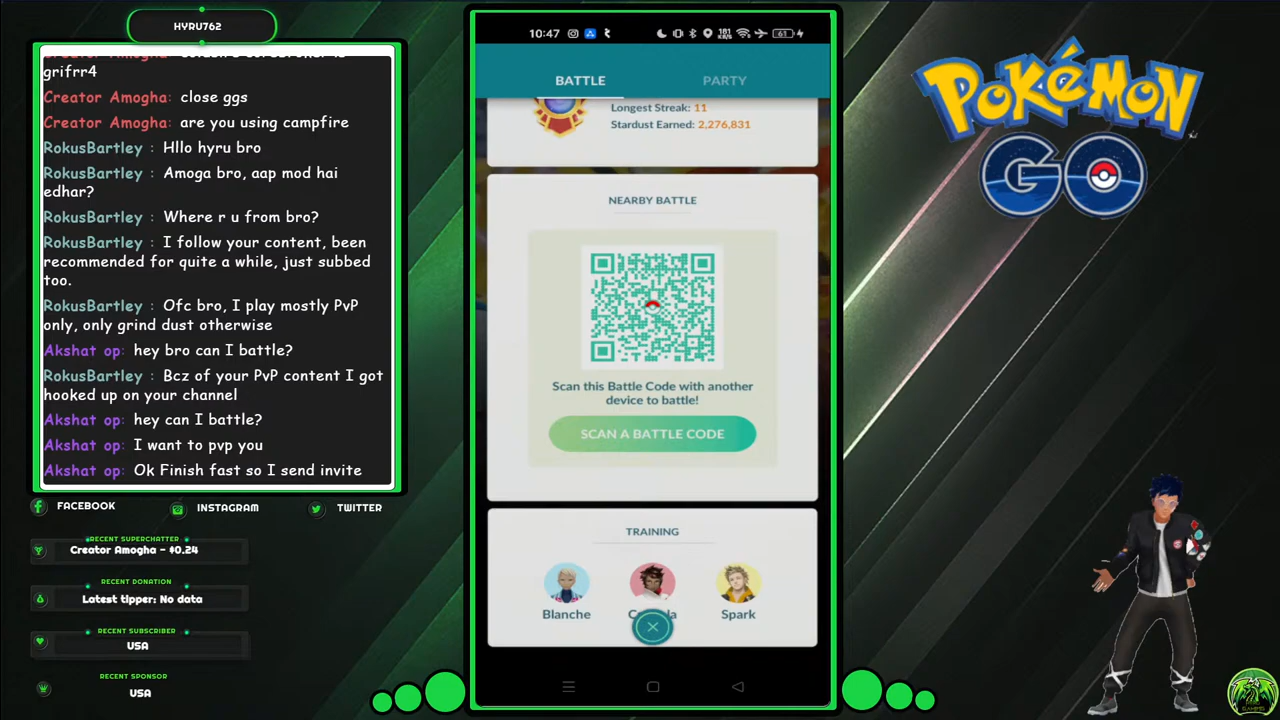 HYRU762
grifrr4
Creator Amogha: close ggs
Creator Amogha: are you using campfire
RokusBartley : Hllo hyru bro
RokusBartley : Amoga bro, aap mod hai
edhar?
RokusBartley : Where r u from bro?
RokusBartley : I follow your content, been
recommended for quite a while, just subbed
too.
RokusBartley : Ofc bro, I play mostly PvP
only, only grind dust otherwise
Akshat op: hey bro can I battle?
RokusBartley : Bcz of your PvP content I got
hooked up on your channel
Akshat op: hey can I battle?
Akshat op: I want to pvp you
Akshat op: Ok Finish fast so I send invite
FACEBOOK
INSTAGRAM
TWITTER
RECENT SUPERCHATTER
Creator Amogha - $0.24
RECENT DONATION
Latest tipper: No data
RECENT SUBSCRIBER
USA
RECENT SPONSOR
USA
10:47
181
KB/S
61
BATTLE
PARTY
Longest Streak: 11
Stardust Earned: 2,276,831
NEARBY BATTLE
Scan this Battle Code with another
device to battle!
SCAN A BATTLE CODE
TRAINING
Blanche
Spark
POKÉMON
GO